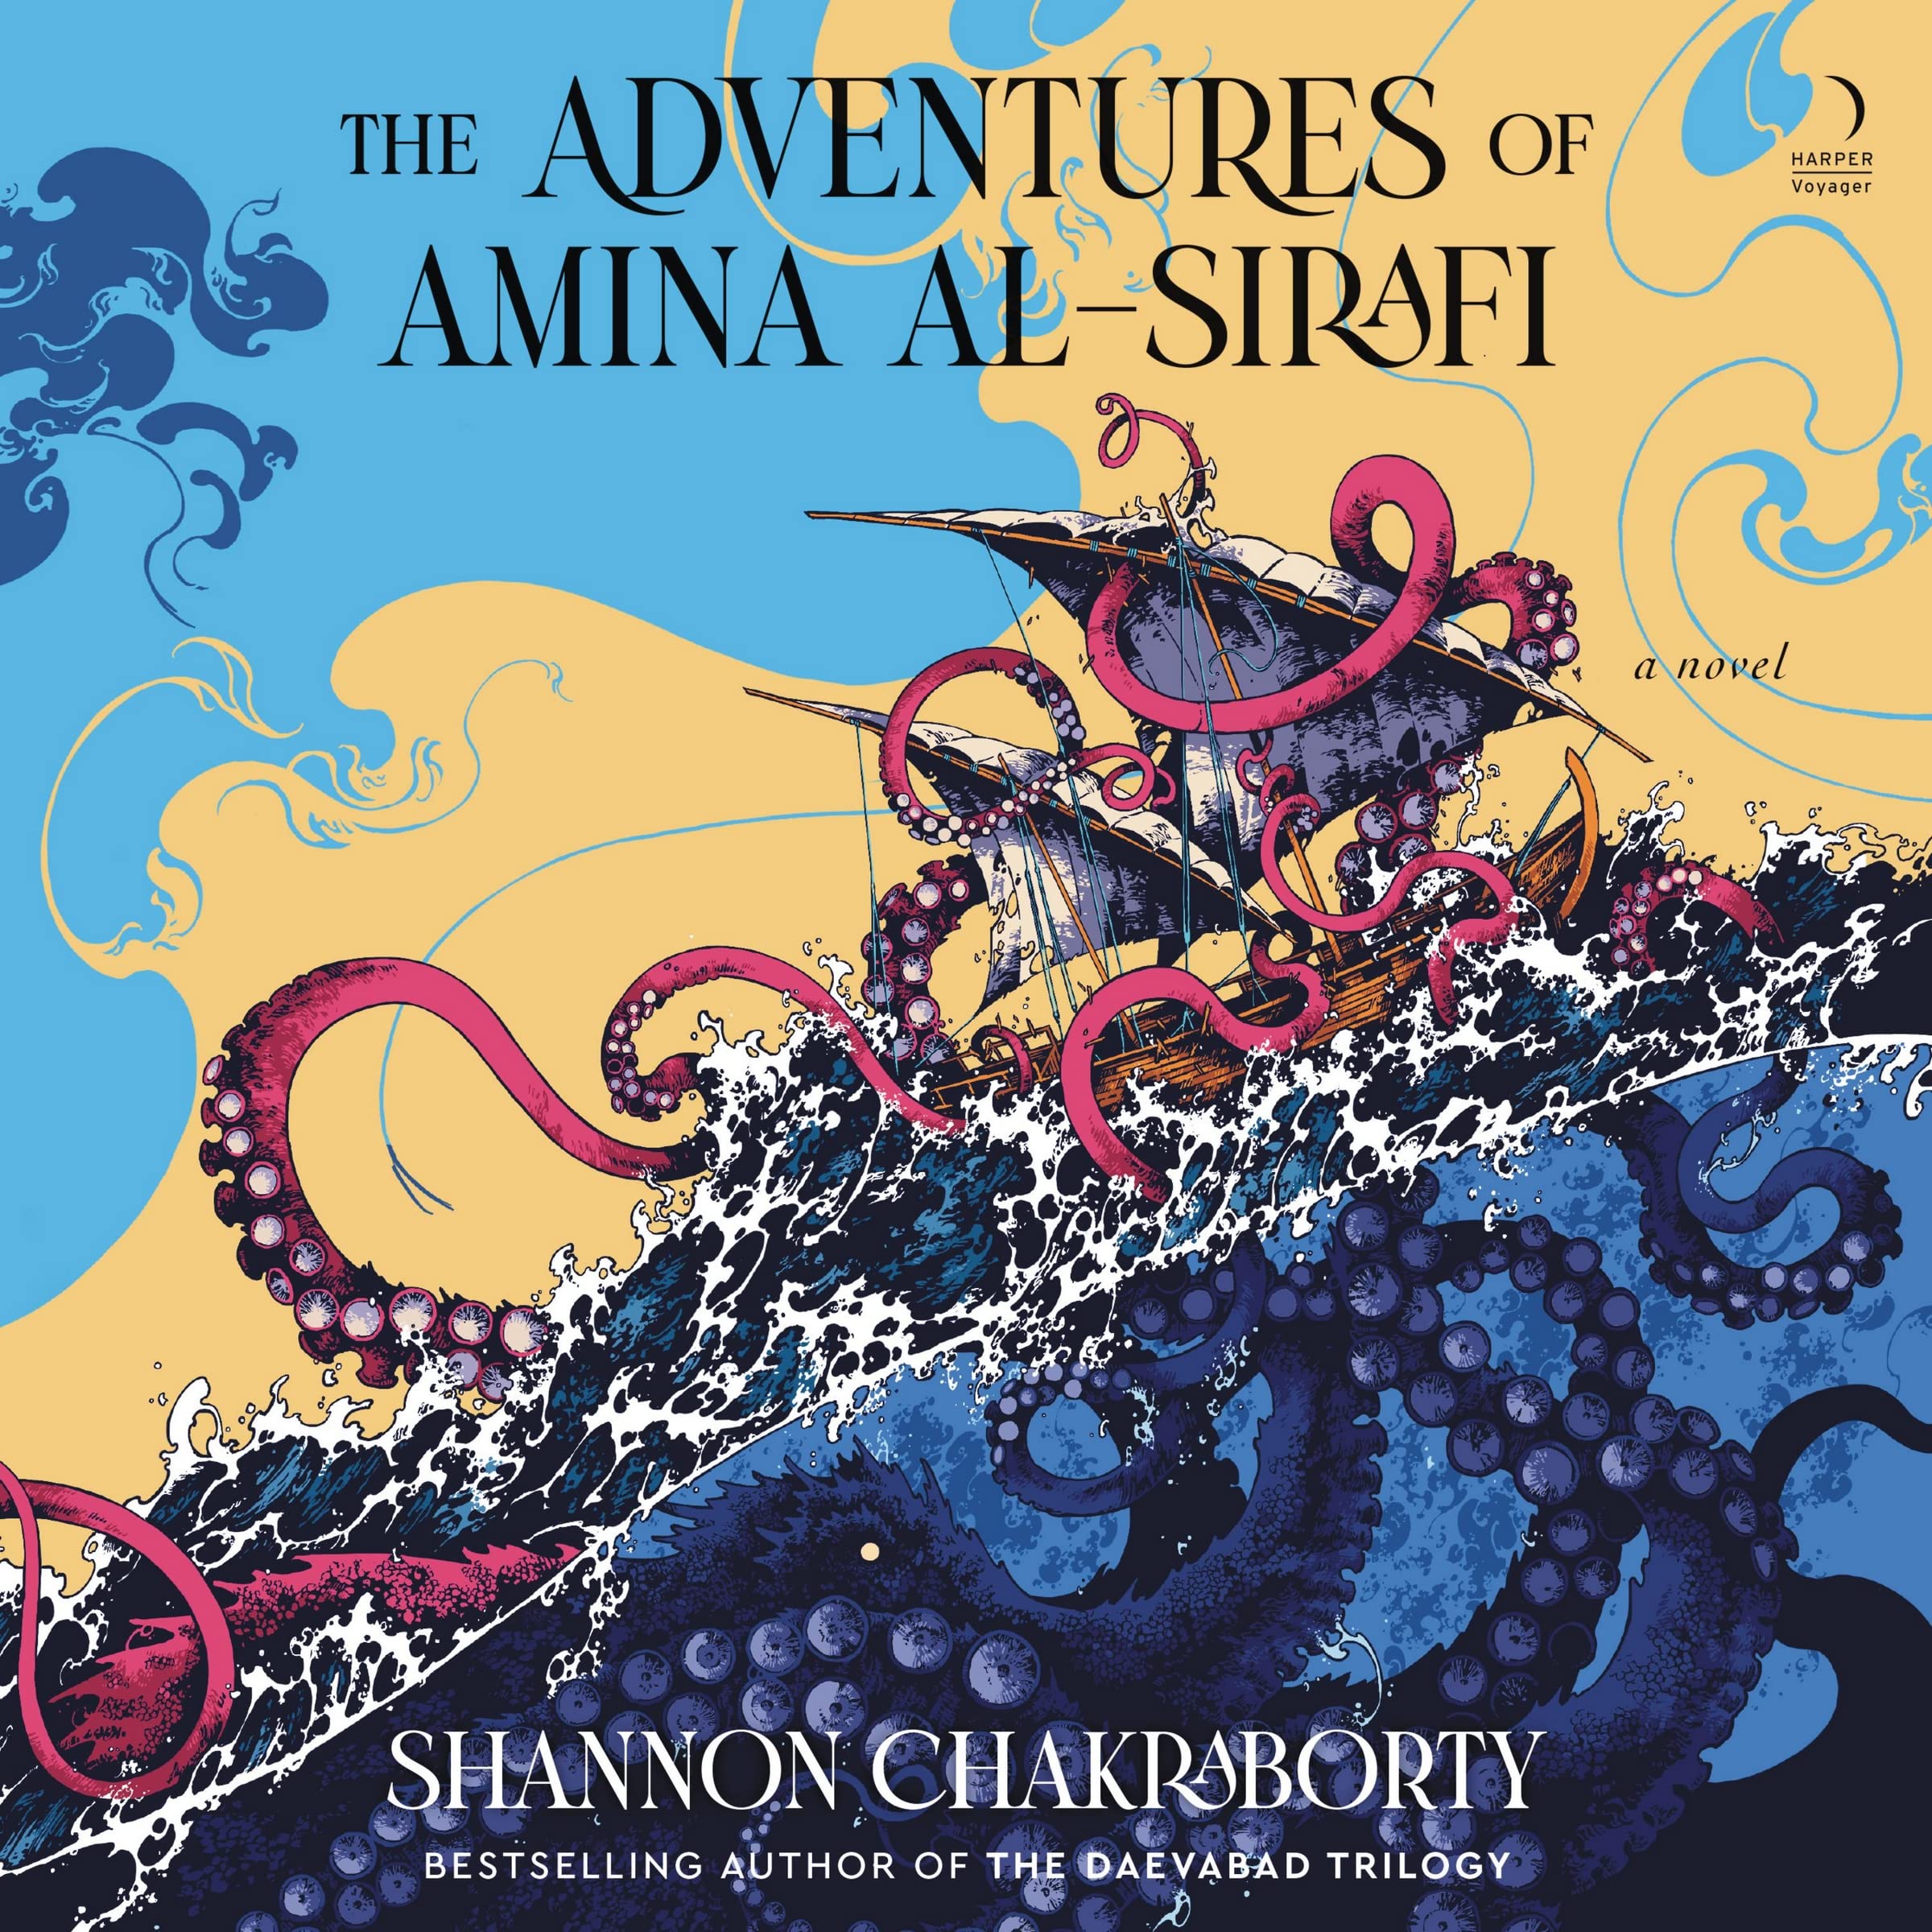 THE ADVENTURES OF
AMINA AL-SIRAFI
HARPER
Voyager
a novel
SHANNON CHAKRABORTY
BESTSELLING AUTHOR OF THE DAEVABAD TRILOGY